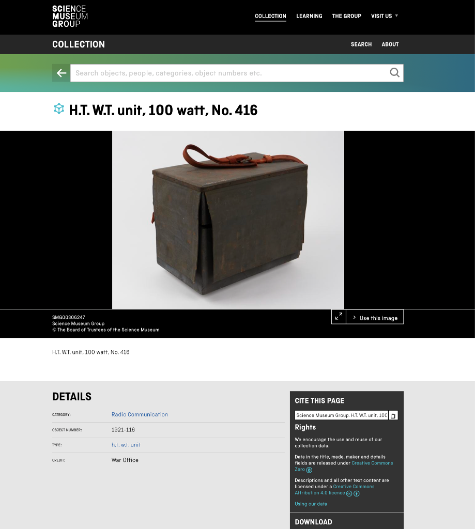 SCIENCE
MUSEUM
GROUP
COLLECTION LEARNING THE GROUP VISIT US
COLLECTION SEARCH ABOUT
Search objects, people, categories, object numbers etc.
H.T. W.T. unit, 100 watt, No. 416
Science Museum Group
© The Board of Trustees of the Science Museum
Use this image
H.T. W.T. unit, 100 watt, No. 416
DETAILS
CATEGORY: Radio Communication
OBJECT NUMBER: 1921-116
TYPE: h.t. w.t. unit
CREDIT: War Office
CITE THIS PAGE
Science Museum Group. H.T. W.T. unit, 100
Rights
We encourage the use and reuse of our
collection data.
Data in the title, made, maker and details
fields are released under Creative Commons
Zero
Descriptions and all other text content are
licensed under a Creative Commons
Attribution 4.0 licence
Using our data
DOWNLOAD